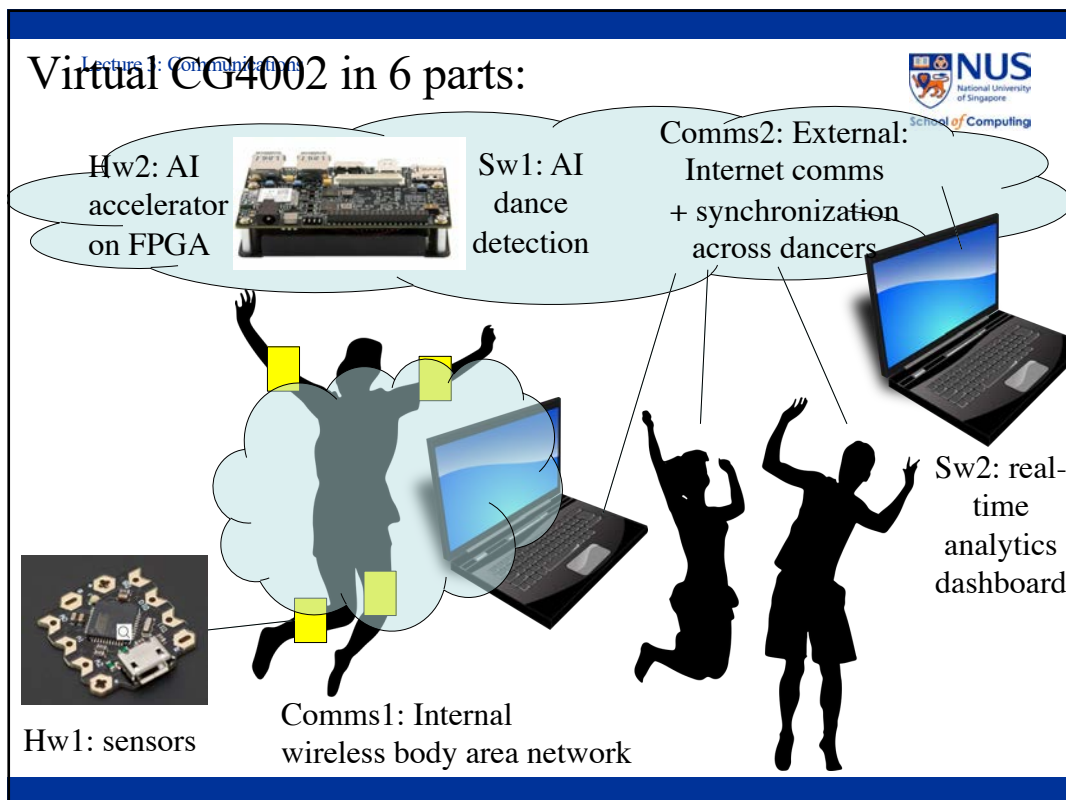 Lecture 3: Communications
Virtual CG4002 in 6 parts:
NUS
National University
of Singapore
School of Computing
Hw2: AI
accelerator
on FPGA
Sw1: AI
dance
detection
Comms2: External:
Internet comms
+ synchronization
across dancers
Sw2: real-
time
analytics
dashboard
Hw1: sensors
Comms1: Internal
wireless body area network